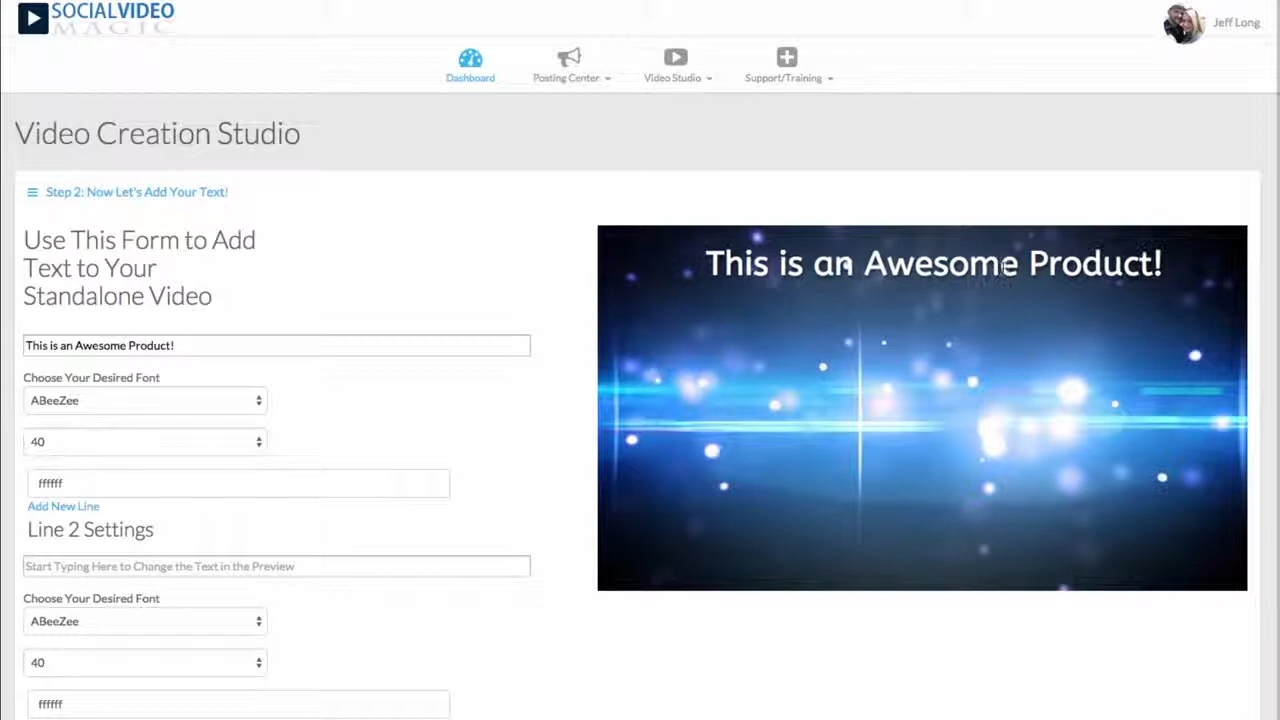 SOCIALVIDEO
MAGIC
Jeff Long
Dashboard
Posting Center
Video Studio
Support/Training
Video Creation Studio
Step 2: Now Let's Add Your Text!
Use This Form to Add
Text to Your
Standalone Video
This is an Awesome Product!
Choose Your Desired Font
ABeeZee
40
ffffff
Add New Line
Line 2 Settings
Start Typing Here to Change the Text in the Preview
Choose Your Desired Font
ABeeZee
40
ffffff
This is an Awesome Product!